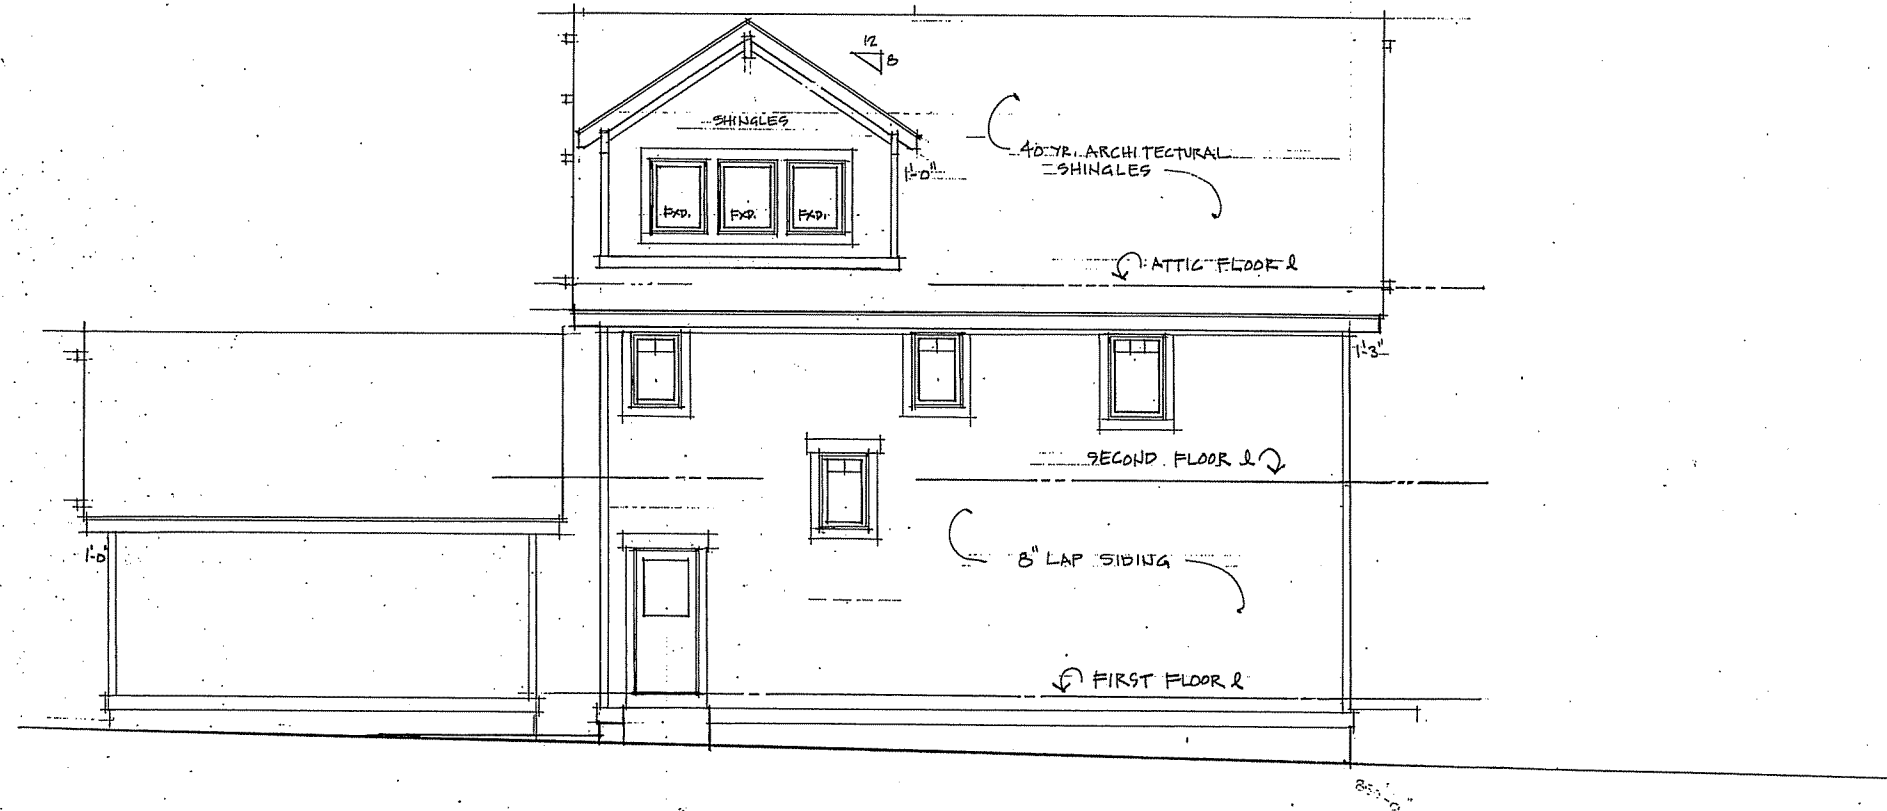 12
8
SHINGLES
40 YR. ARCHITECTURAL
SHINGLES
1'-0"
FXD. FXD. FXD.
ATTIC FLOOR ℓ
1'-3"
SECOND FLOOR ℓ
1'-0"
8" LAP SIDING
FIRST FLOOR ℓ